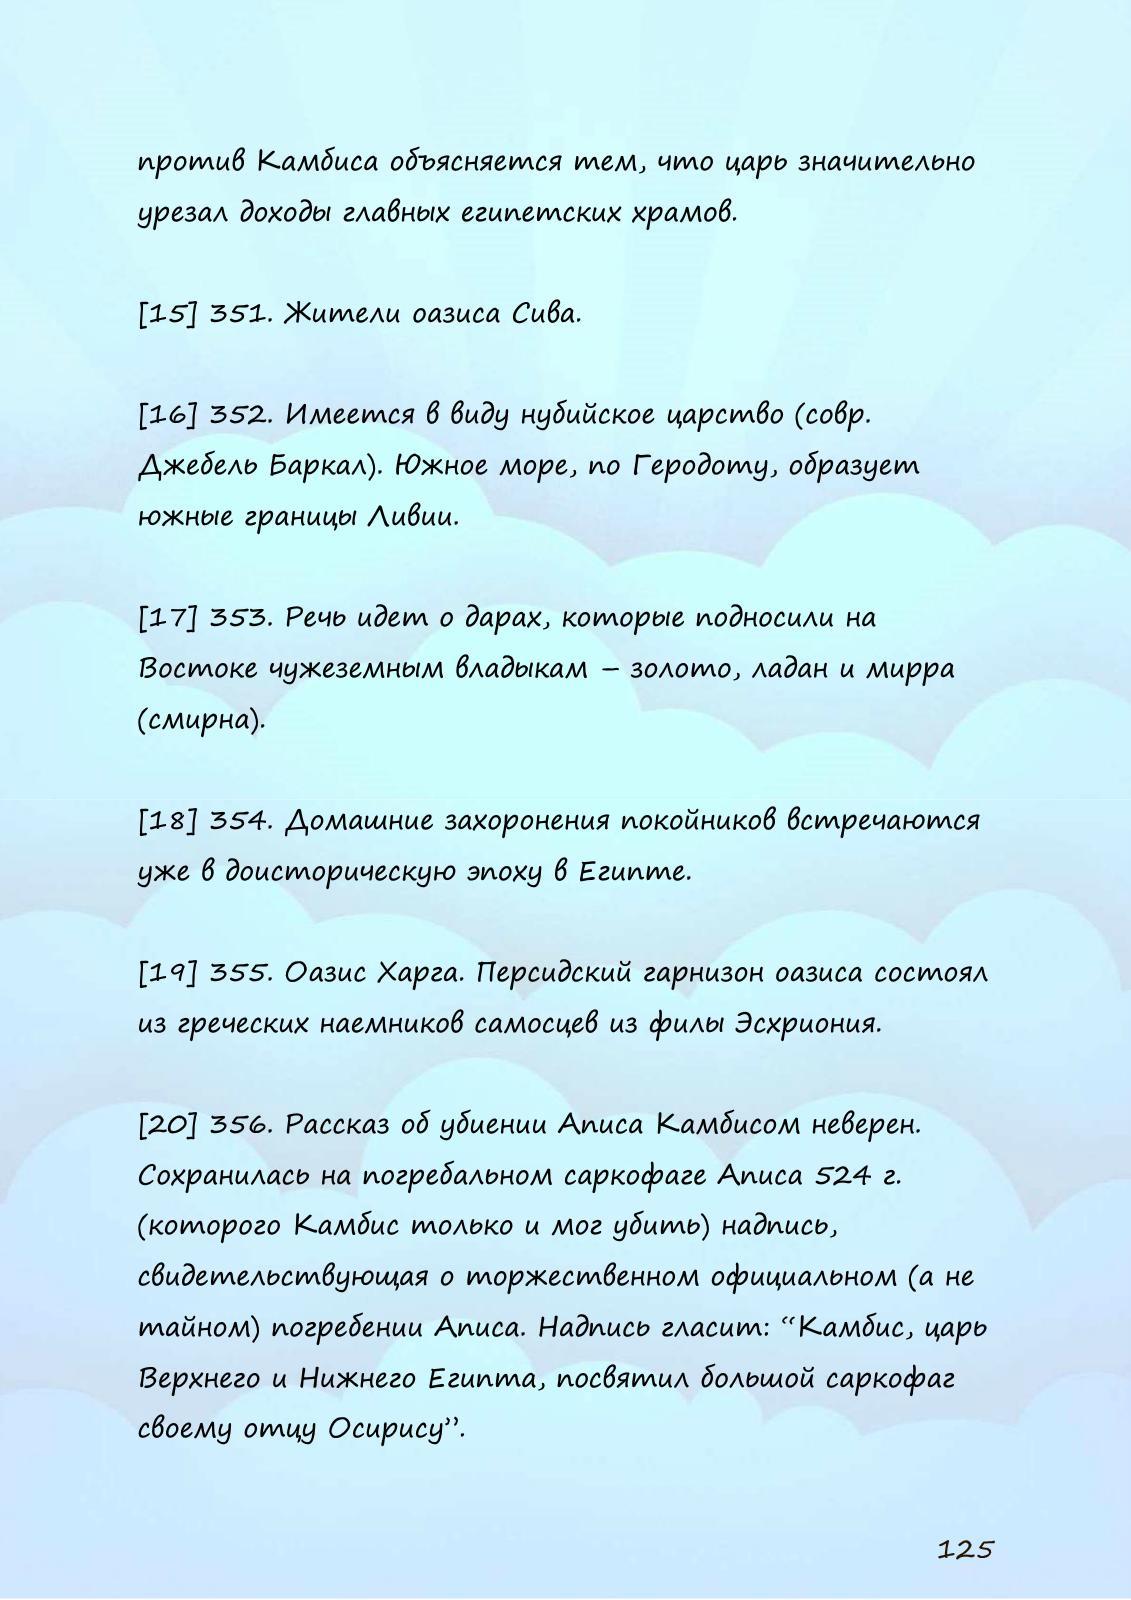 против Камбиса объясняется тем, что царь значительно
урезал доходы главных египетских храмов.
[15] 351. Жители оазиса Сива.
[16] 352. Имеется в виду нубийское царство (совр.
Джебель Баркал). Южное море, по Геродоту, образует
южные границы Ливии.
[17] 353. Речь идет о дарах, которые подносили на
Востоке чужеземным владыкам – золото, ладан и мирра
(смирна).
[18] 354. Домашние захоронения покойников встречаются
уже в доисторическую эпоху в Египте.
[19] 355. Оазис Харга. Персидский гарнизон оазиса состоял
из греческих наемников самосцев из филы Эсхриония.
[20] 356. Рассказ об убиении Аписа Камбисом неверен.
Сохранилась на погребальном саркофаге Аписа 524 г.
(которого Камбис только и мог убить) надпись,
свидетельствующая о торжественном официальном (а не
тайном) погребении Аписа. Надпись гласит: “Камбис, царь
Верхнего и Нижнего Египта, посвятил большой саркофаг
своему отцу Осирису”.
125